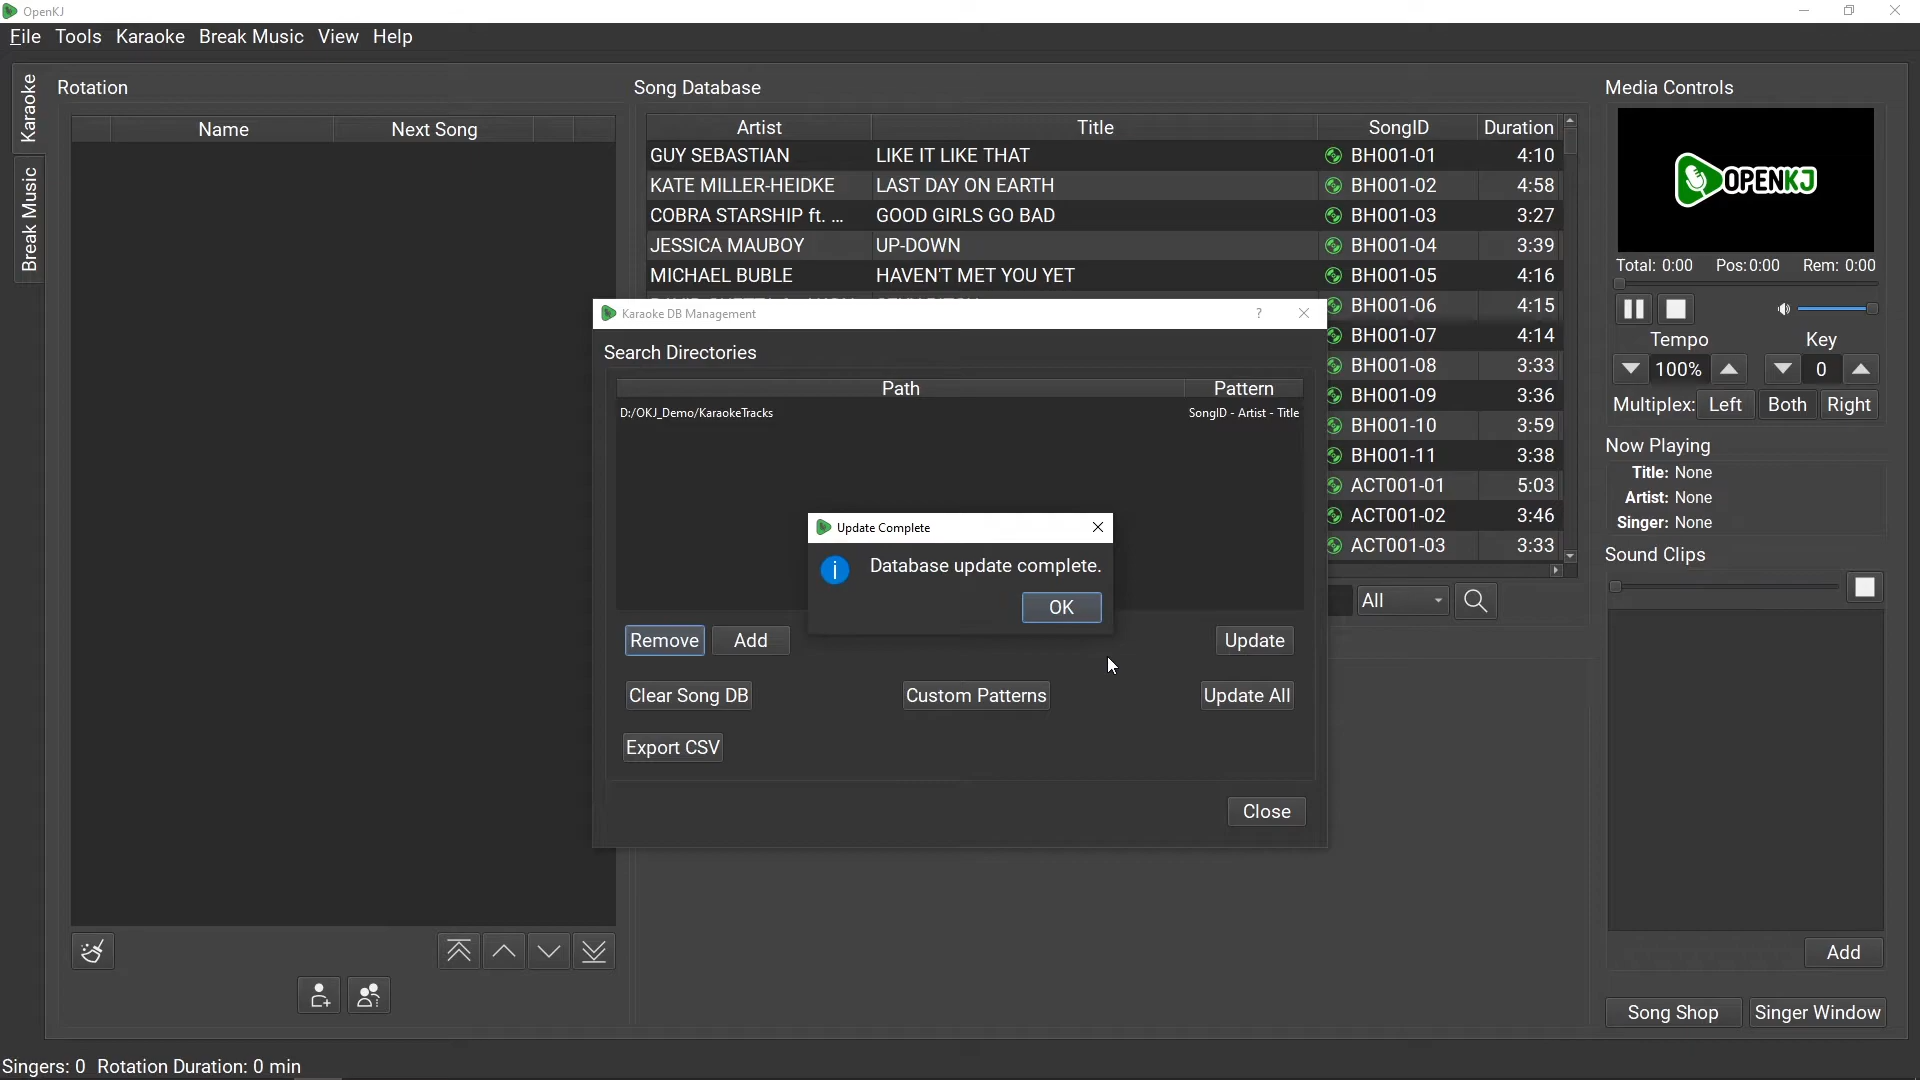 OpenKJ
File Tools Karaoke Break Music View Help
Karaoke
Break Music
Rotation
Name Next Song
Song Database
Artist Title SongID Duration
GUY SEBASTIAN LIKE IT LIKE THAT BH001-01 4:10
KATE MILLER-HEIDKE LAST DAY ON EARTH BH001-02 4:58
COBRA STARSHIP ft. ... GOOD GIRLS GO BAD BH001-03 3:27
JESSICA MAUBOY UP-DOWN BH001-04 3:39
MICHAEL BUBLE HAVEN'T MET YOU YET BH001-05 4:16
BH001-06 4:15
BH001-07 4:14
BH001-08 3:33
BH001-09 3:36
BH001-10 3:59
BH001-11 3:38
ACT001-01 5:03
ACT001-02 3:46
ACT001-03 3:33
All
Karaoke DB Management ?
Search Directories
Path Pattern
D:/OKJ_Demo/KaraokeTracks SongID - Artist - Title
Update Complete
i Database update complete.
OK
Remove Add Update
Clear Song DB Custom Patterns Update All
Export CSV
Close
Media Controls
OPENKJ
Total: 0:00 Pos:0:00 Rem: 0:00
Tempo Key
100% 0
Multiplex: Left Both Right
Now Playing
Title: None
Artist: None
Singer: None
Sound Clips
Add
Song Shop Singer Window
Singers: 0 Rotation Duration: 0 min